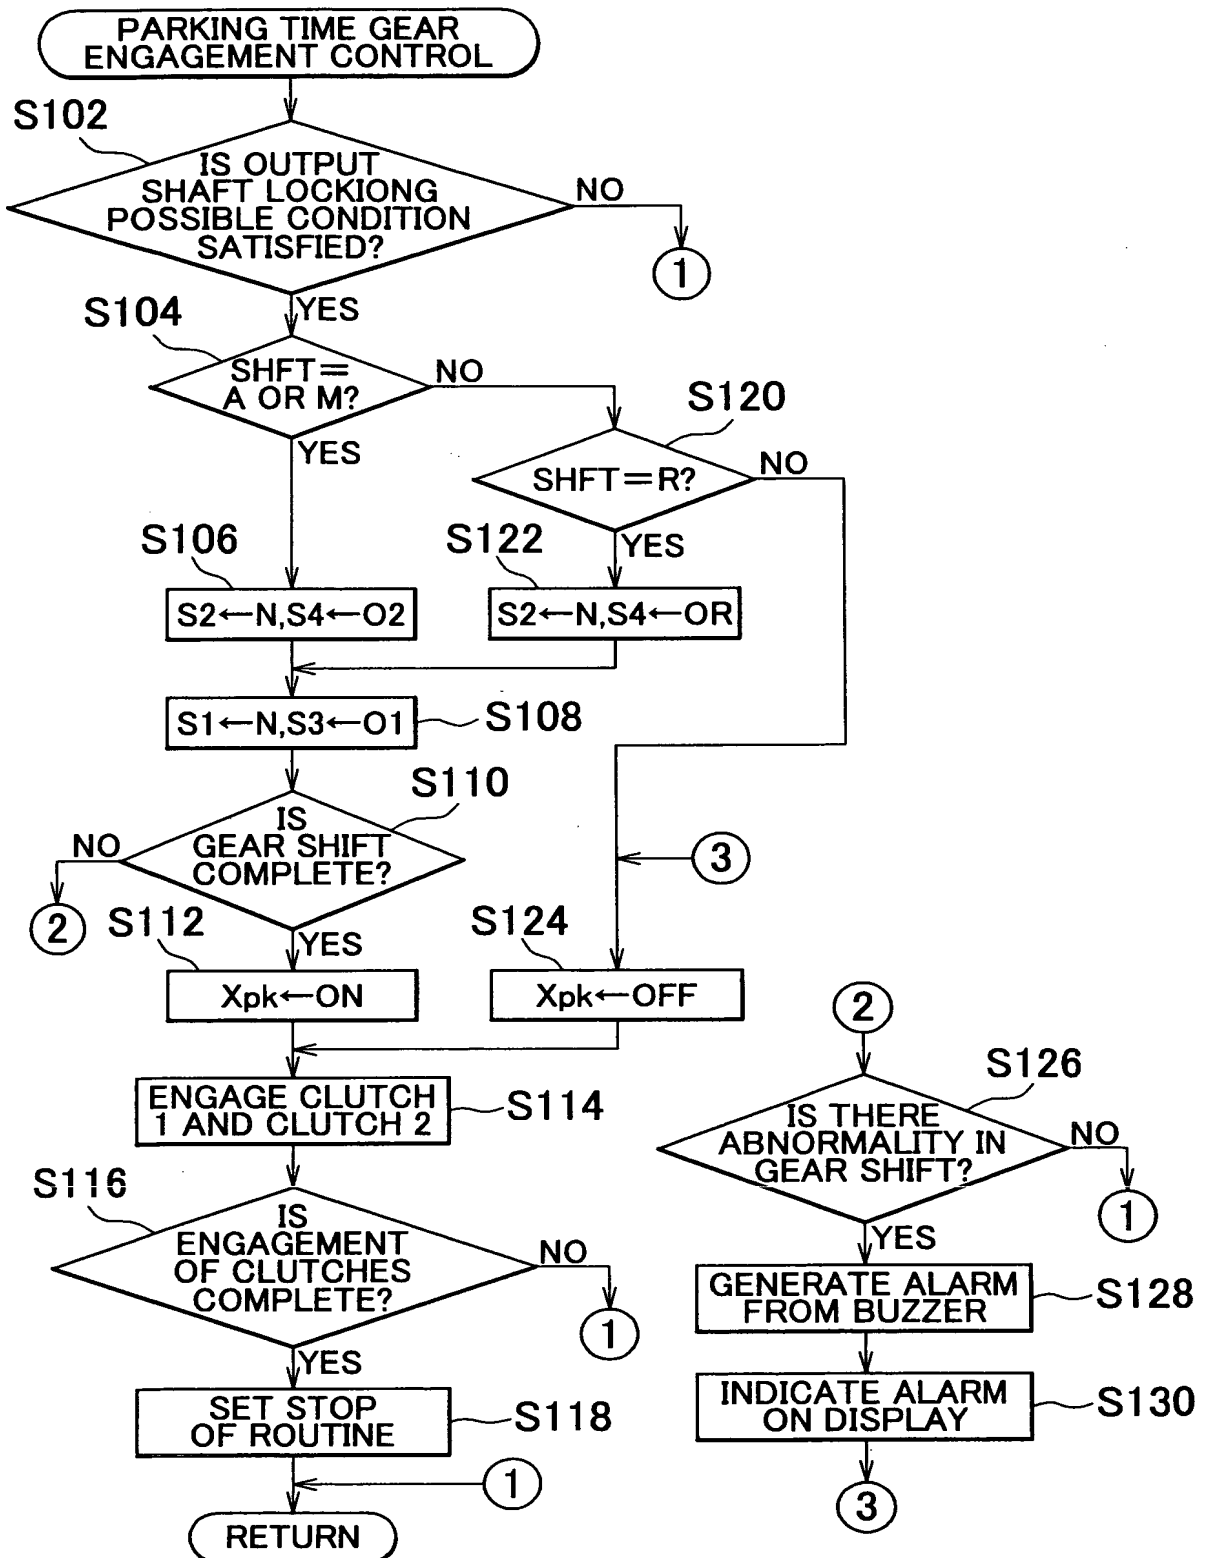 PARKING TIME GEAR
ENGAGEMENT CONTROL
S102
IS OUTPUT
SHAFT LOCKIONG
POSSIBLE CONDITION
SATISFIED?
NO
1
YES
S104
SHFT=
A OR M?
NO
YES
S120
SHFT=R?
NO
YES
S106
S2←N,S4←O2
S122
S2←N,S4←OR
S1←N,S3←O1
S108
S110
IS
GEAR SHIFT
COMPLETE?
NO
2
YES
3
S112
Xpk←ON
S124
Xpk←OFF
ENGAGE CLUTCH
1 AND CLUTCH 2
S114
S116
IS
ENGAGEMENT
OF CLUTCHES
COMPLETE?
NO
1
YES
SET STOP
OF ROUTINE
S118
1
RETURN
2
S126
IS THERE
ABNORMALITY IN
GEAR SHIFT?
NO
1
YES
GENERATE ALARM
FROM BUZZER
S128
INDICATE ALARM
ON DISPLAY
S130
3